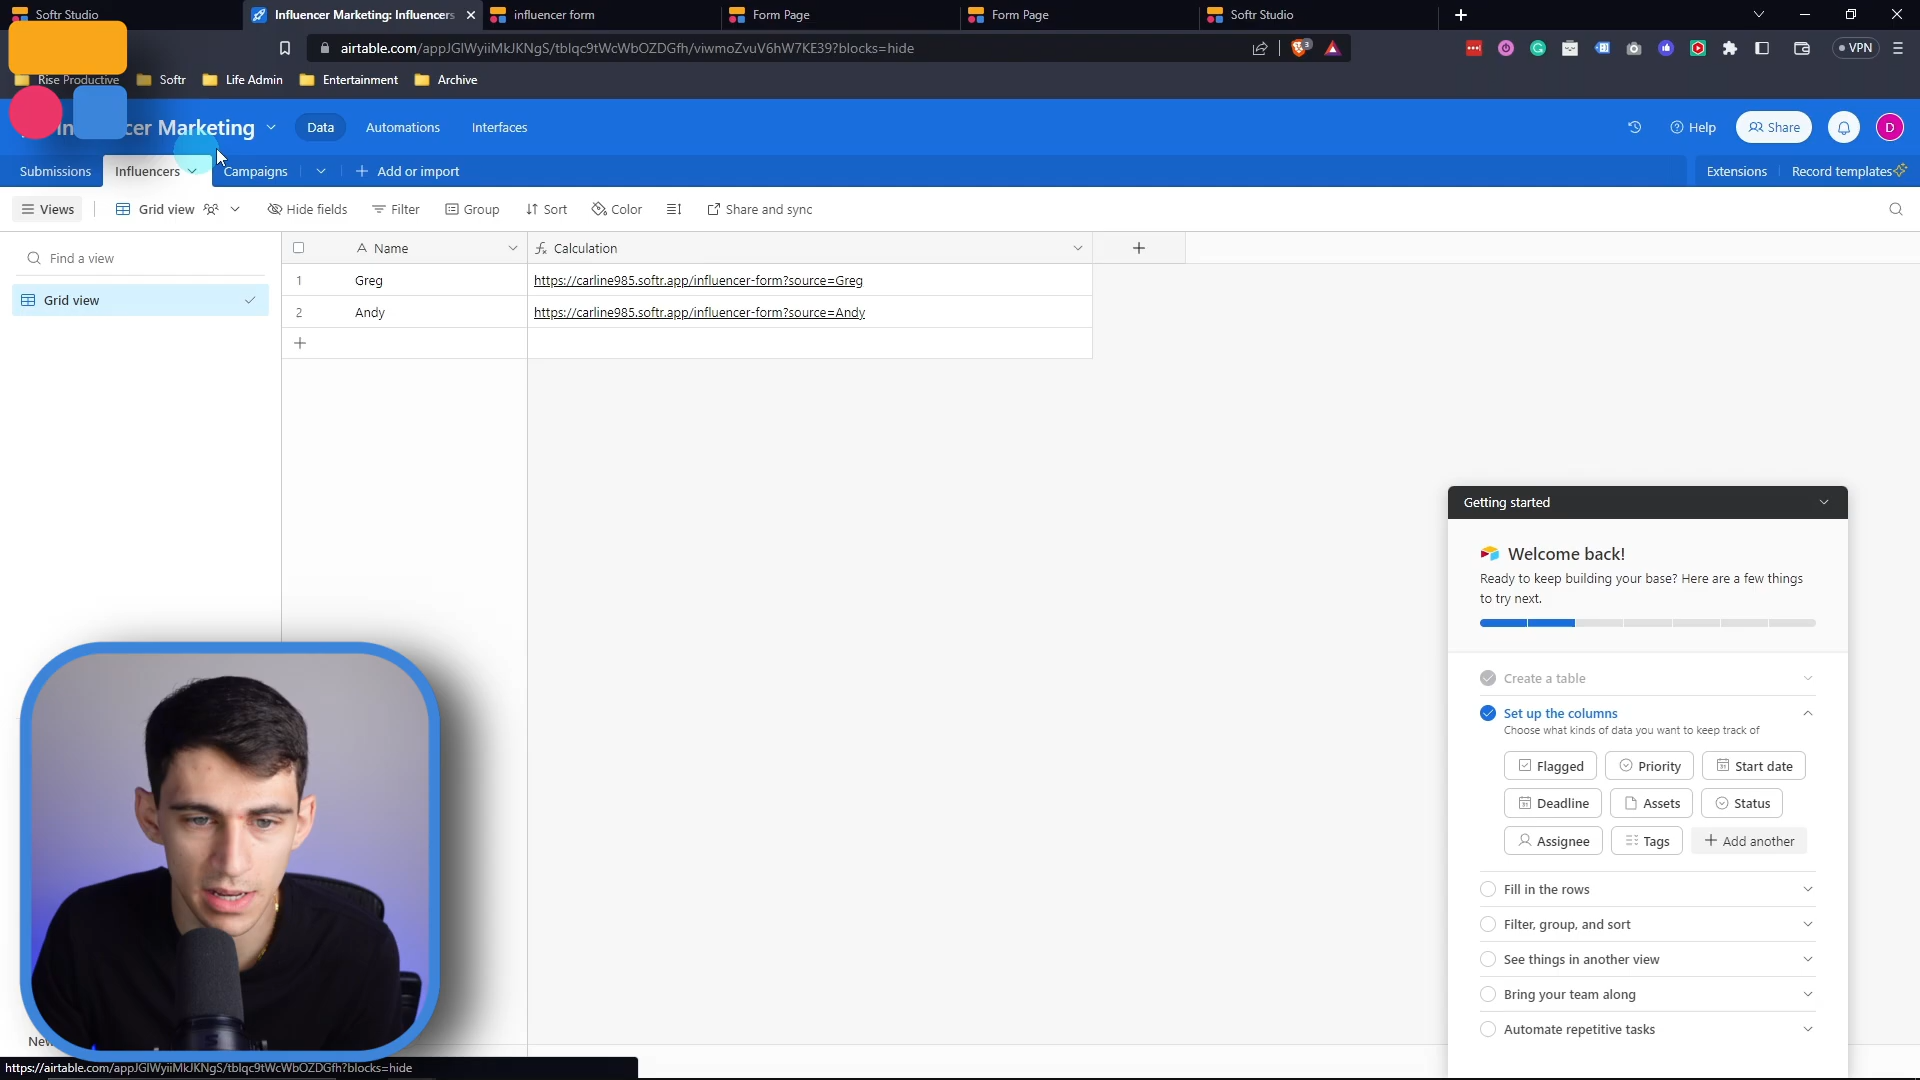 Softr Studio
Influencer Marketing: Influencers
influencer form
Form Page
Form Page
Softr Studio
airtable.com/appJGlWyiiMkJKNgS/tblqc9tWcWbOZDGfh/viwmoZvuV6hW7KE39?blocks=hide
3
VPN
Rise Productive
Softr
Life Admin
Entertainment
Archive
cer Marketing
Data
Automations
Interfaces
Help
Share
D
Submissions
Influencers
Campaigns
Add or import
Extensions
Record templates
Views
Grid view
Hide fields
Filter
Group
Sort
Color
Share and sync
Find a view
A Name
fx Calculation
Grid view
1 Greg https://carline985.softr.app/influencer-form?source=Greg
2 Andy https://carline985.softr.app/influencer-form?source=Andy
Getting started
Welcome back!
Ready to keep building your base? Here are a few things
to try next.
Create a table
Set up the columns
Choose what kinds of data you want to keep track of
Flagged
Priority
Start date
Deadline
Assets
Status
Assignee
Tags
Add another
Fill in the rows
Filter, group, and sort
See things in another view
Bring your team along
Automate repetitive tasks
New
https://airtable.com/appJGlWyiiMkJKNgS/tblqc9tWcWbOZDGfh?blocks=hide